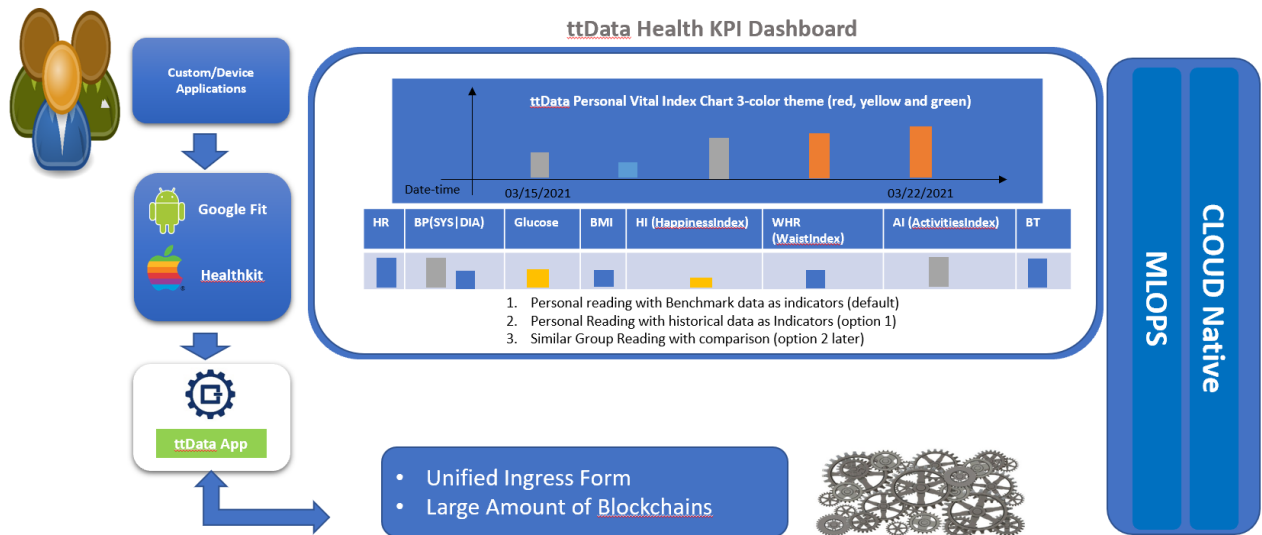 ttData Health KPI Dashboard
Custom/Device
Applications
Google Fit
Healthkit
ttData App
ttData Personal Vital Index Chart 3-color theme (red, yellow and green)
Date-time
03/15/2021
03/22/2021
HR
BP(SYS|DIA)
Glucose
BMI
HI (HappinessIndex)
WHR
(WaistIndex)
AI (ActivitiesIndex)
BT
1. Personal reading with Benchmark data as indicators (default)
2. Personal Reading with historical data as Indicators (option 1)
3. Similar Group Reading with comparison (option 2 later)
• Unified Ingress Form
• Large Amount of Blockchains
MLOPS
CLOUD Native